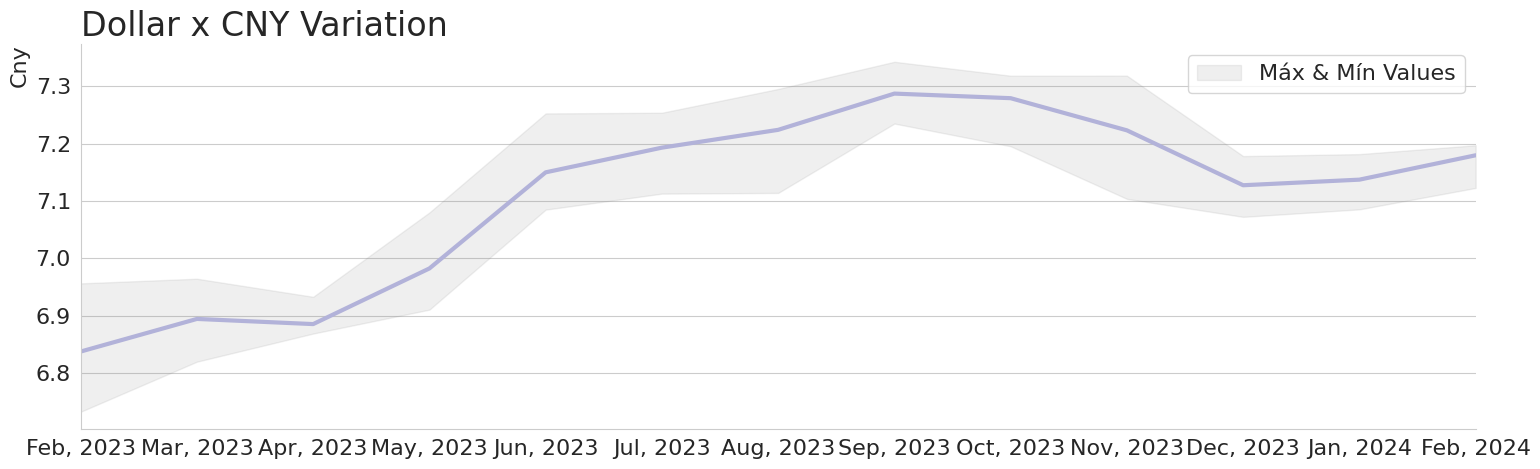 Dollar x CNY Variation
Cny
Máx & Mín Values
7.3
7.2
7.1
7.0
6.9
6.8
Feb, 2023 Mar, 2023 Apr, 2023 May, 2023 Jun, 2023 Jul, 2023 Aug, 2023 Sep, 2023 Oct, 2023 Nov, 2023 Dec, 2023 Jan, 2024 Feb, 2024